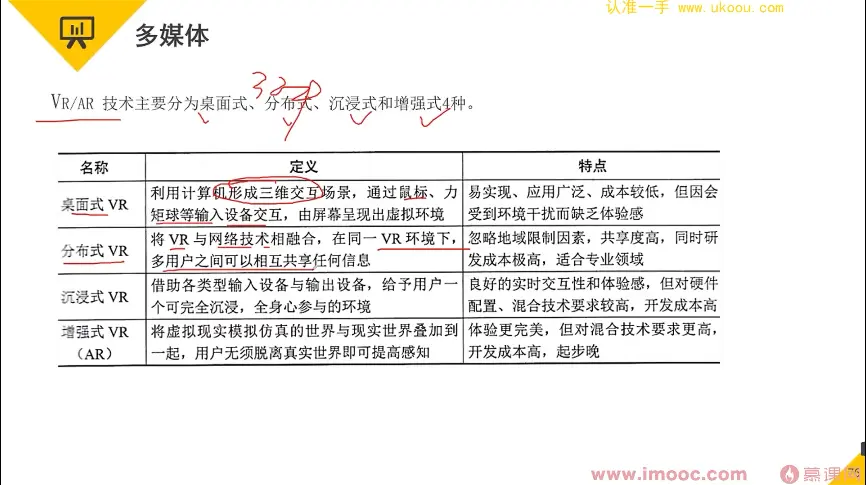 认准一手 www.ukoou.com
多媒体
VR/AR 技术主要分为桌面式、分布式、沉浸式和增强式4种。
名称 定义 特点
桌面式 VR 利用计算机形成三维交互场景，通过鼠标、力 易实现、应用广泛、成本较低，但因会
矩球等输入设备交互，由屏幕呈现出虚拟环境 受到环境干扰而缺乏体验感
分布式 VR 将 VR 与网络技术相融合，在同一 VR 环境下， 忽略地域限制因素，共享度高，同时研
多用户之间可以相互共享任何信息 发成本极高，适合专业领域
沉浸式 VR 借助各类型输入设备与输出设备，给予用户一 良好的实时交互性和体验感，但对硬件
个可完全沉浸，全身心参与的环境 配置、混合技术要求较高，开发成本高
增强式 VR 将虚拟现实模拟仿真的世界与现实世界叠加到 体验更完美，但对混合技术要求更高，
（AR） 一起，用户无须脱离真实世界即可提高感知 开发成本高，起步晚
www.imooc.com 慕课网
76